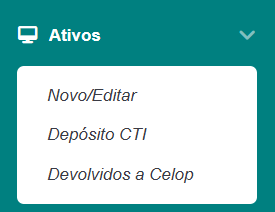 Ativos
Novo/Editar
Depósito CTI
Devolvidos a Celop